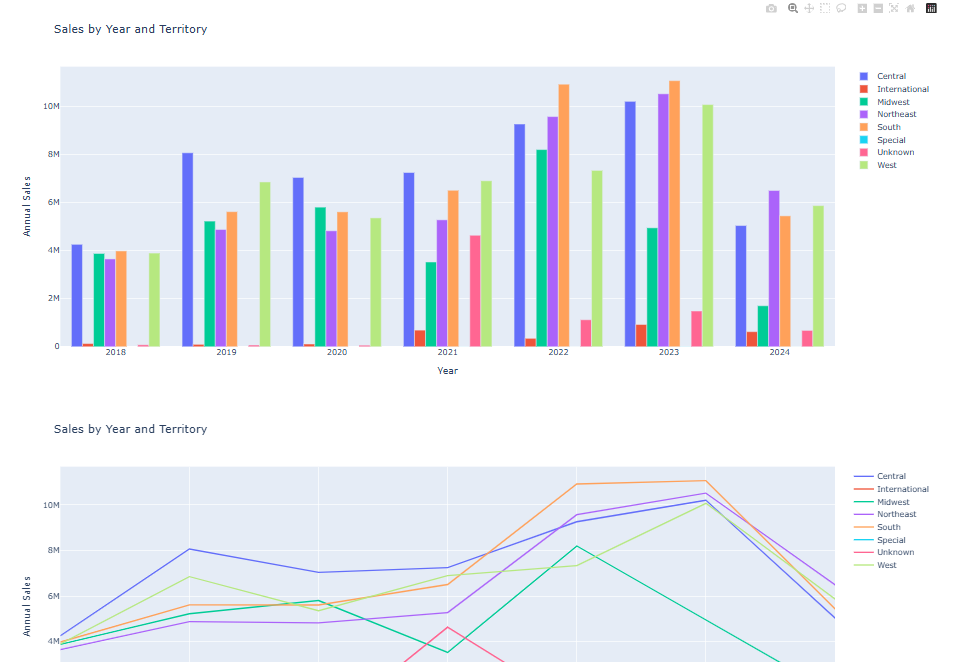 Sales by Year and Territory
10M
8M
6M
4M
2M
0
Annual Sales
2018 2019 2020 2021 2022 2023 2024
Year
Central
International
Midwest
Northeast
South
Special
Unknown
West
Sales by Year and Territory
10M
8M
6M
4M
Annual Sales
Central
International
Midwest
Northeast
South
Special
Unknown
West